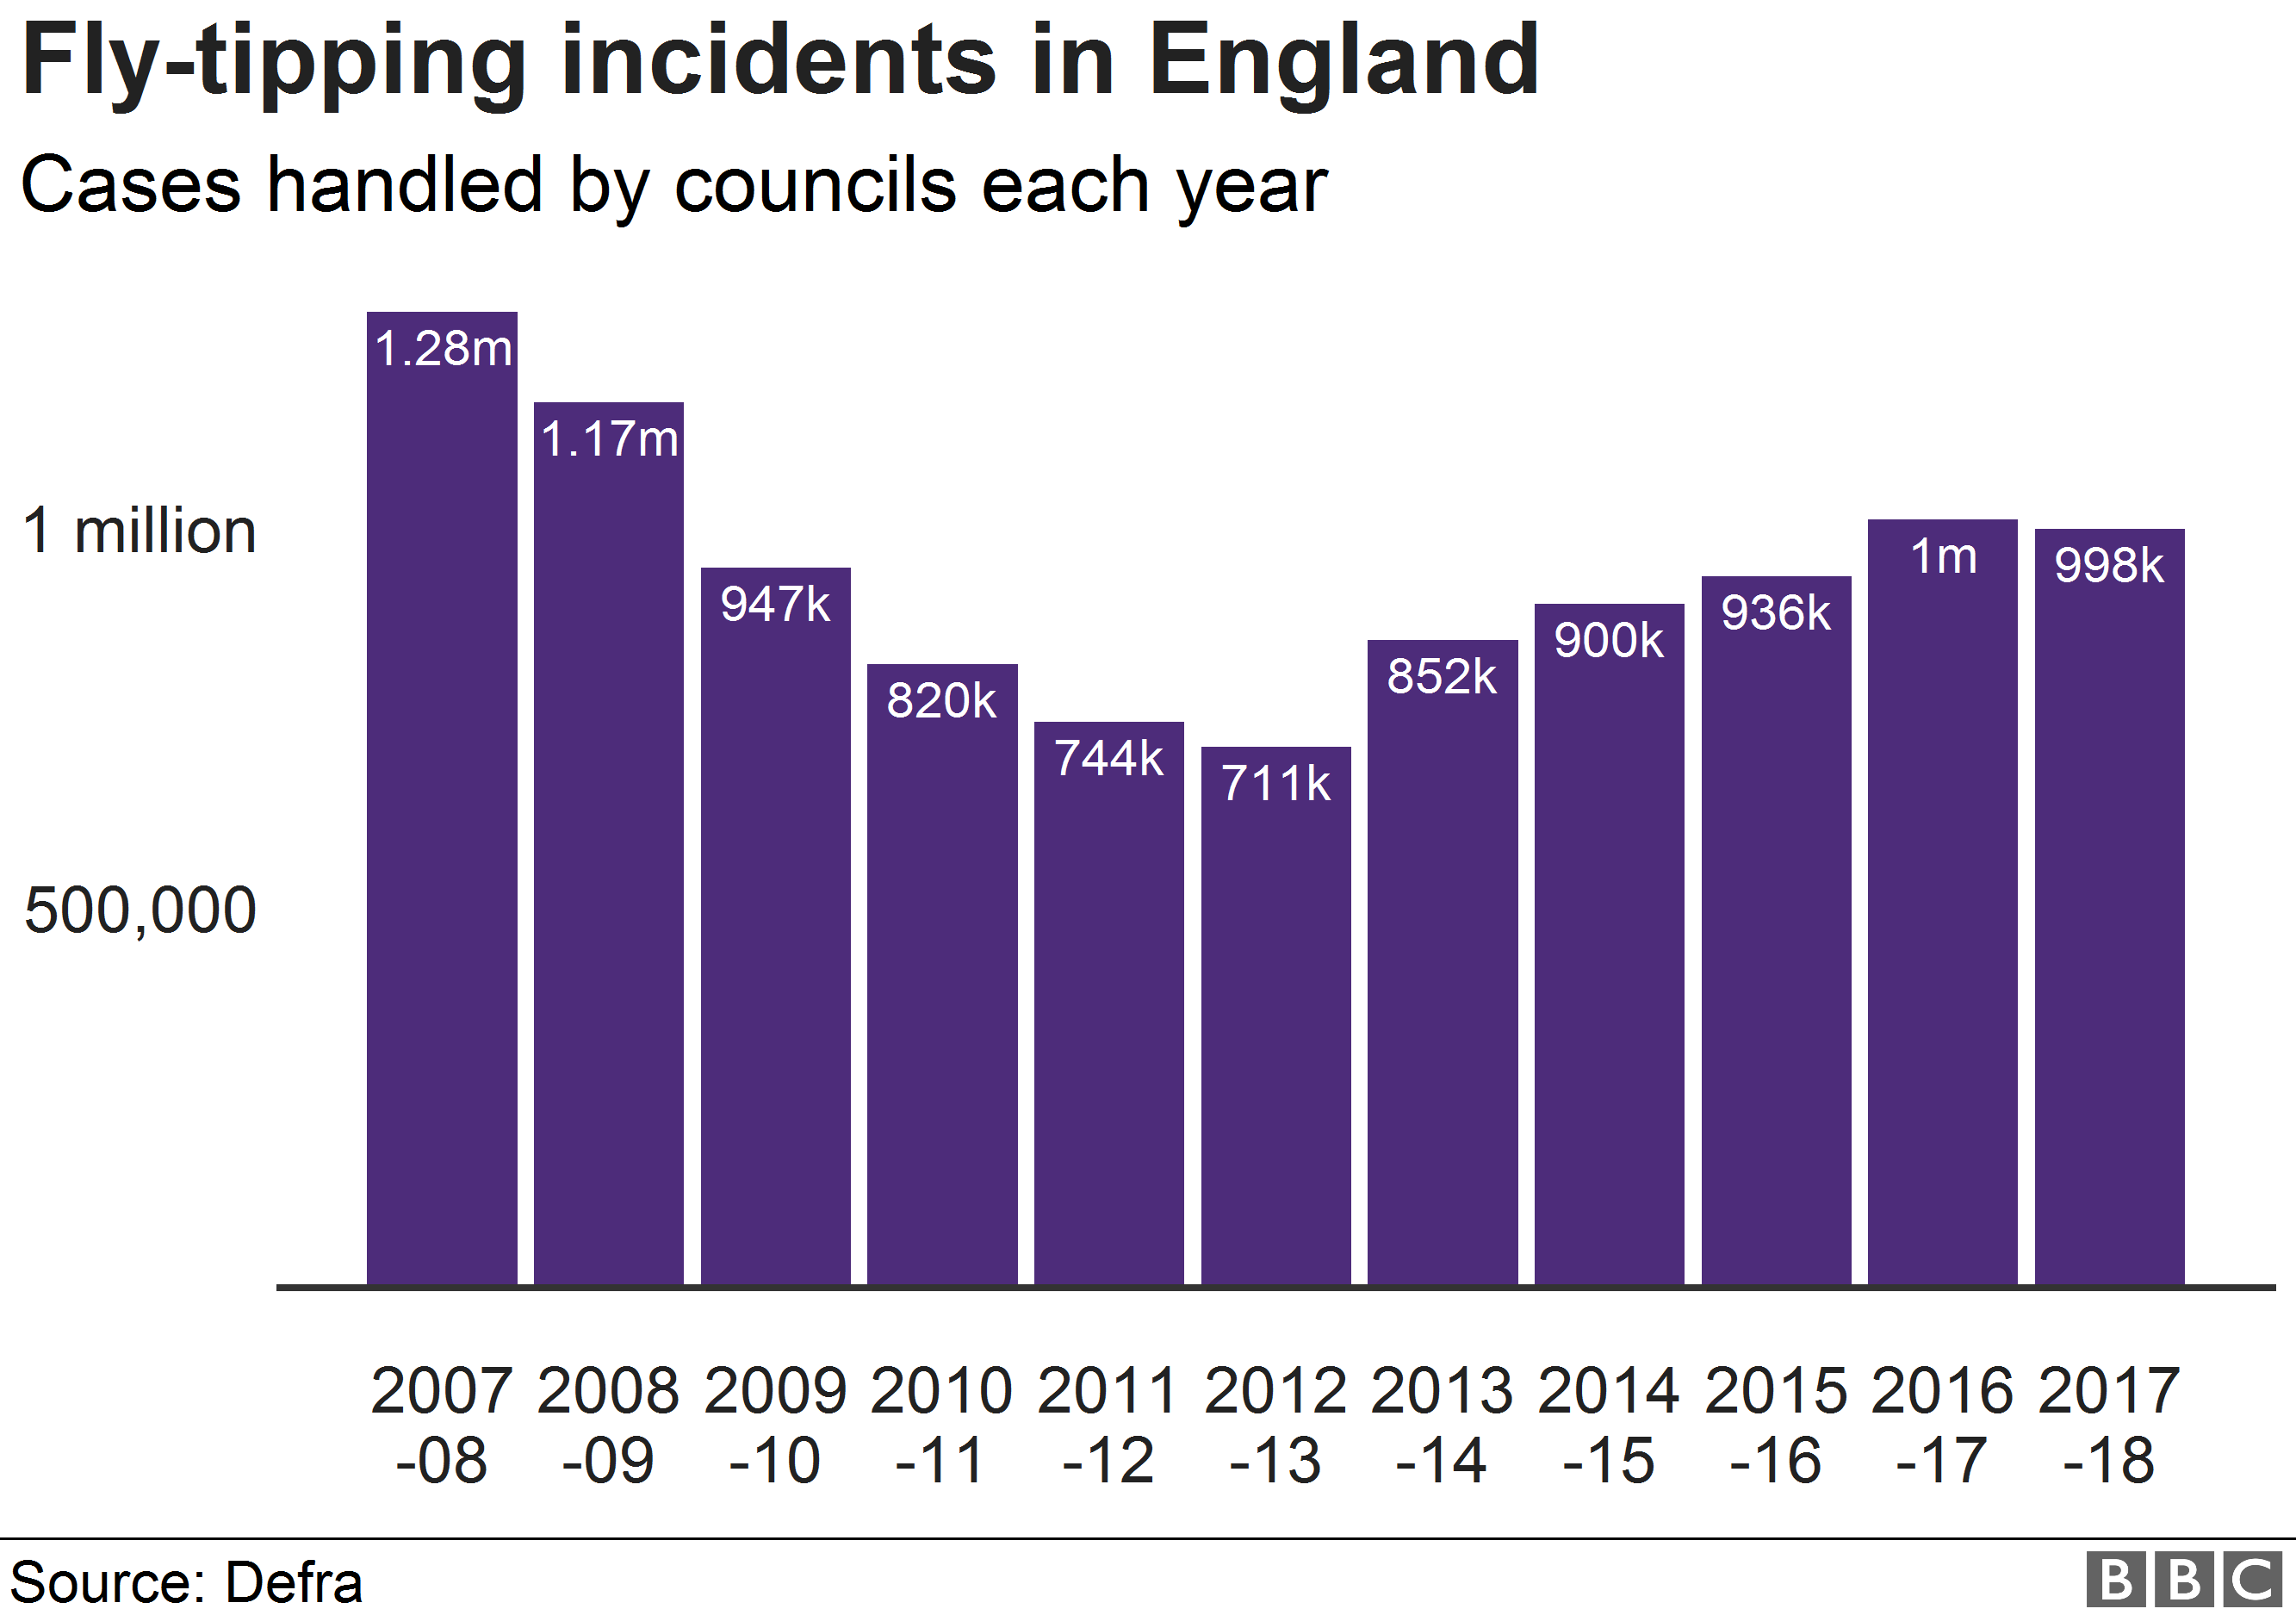 Fly-tipping incidents in England
Cases handled by councils each year
1.28m
1.17m
1 million
947k
820k
744k
711k
852k
900k
936k
1m
998k
500,000
2007 2008 2009 2010 2011 2012 2013 2014 2015 2016 2017
-08 -09 -10 -11 -12 -13 -14 -15 -16 -17 -18
Source: Defra
BBC